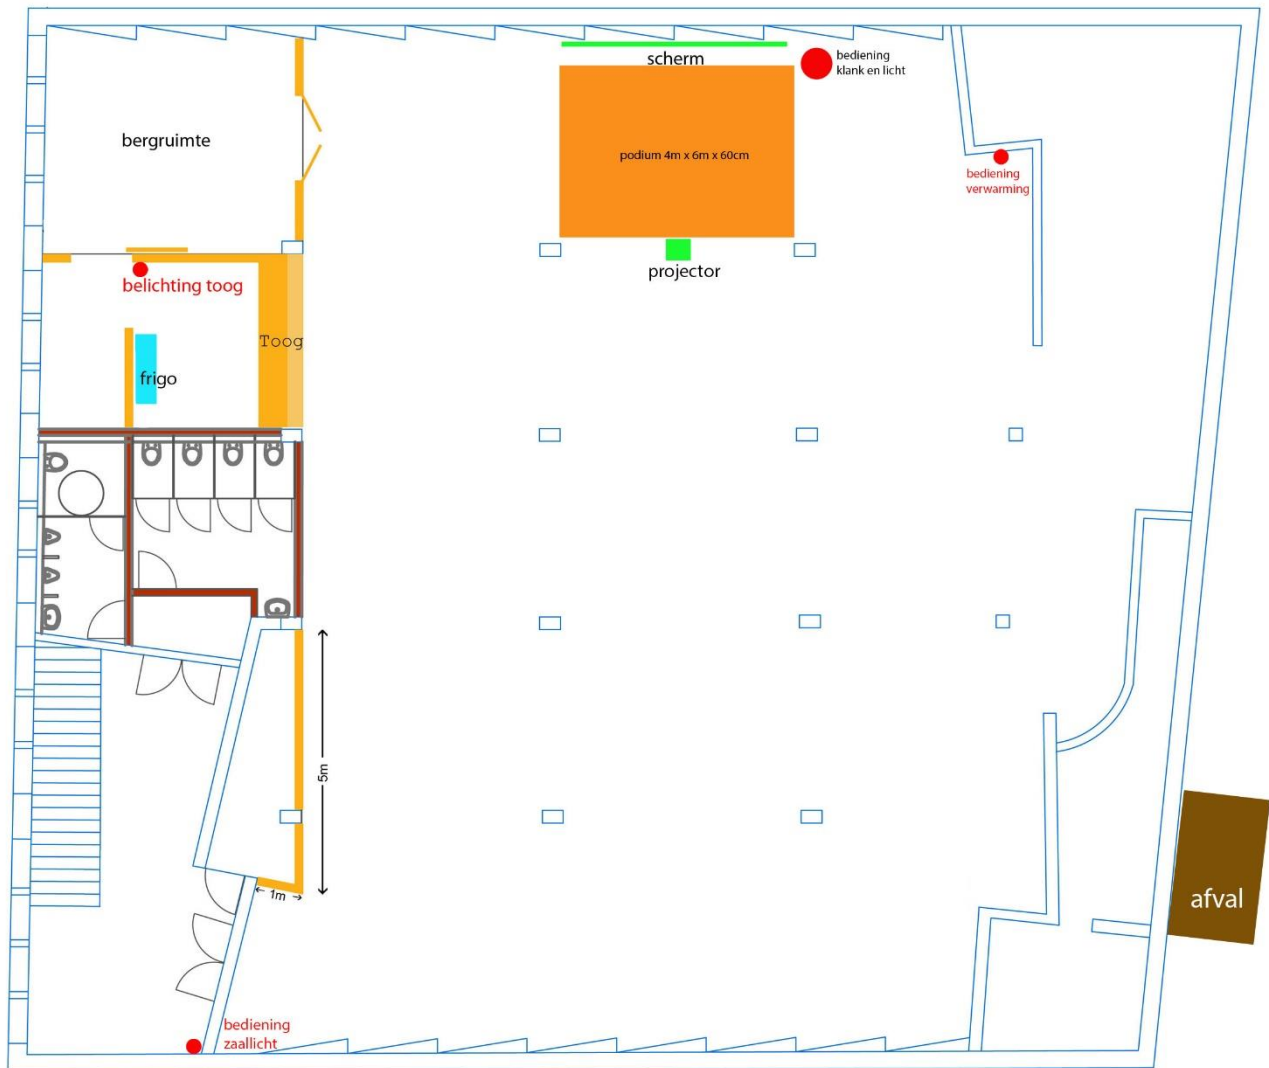 scherm
bediening
klank en licht
bergruimte
podium 4m x 6m x 60cm
bediening
verwarming
projector
belichting toog
Toog
frigo
5m
1m
afval
bediening
zaallicht